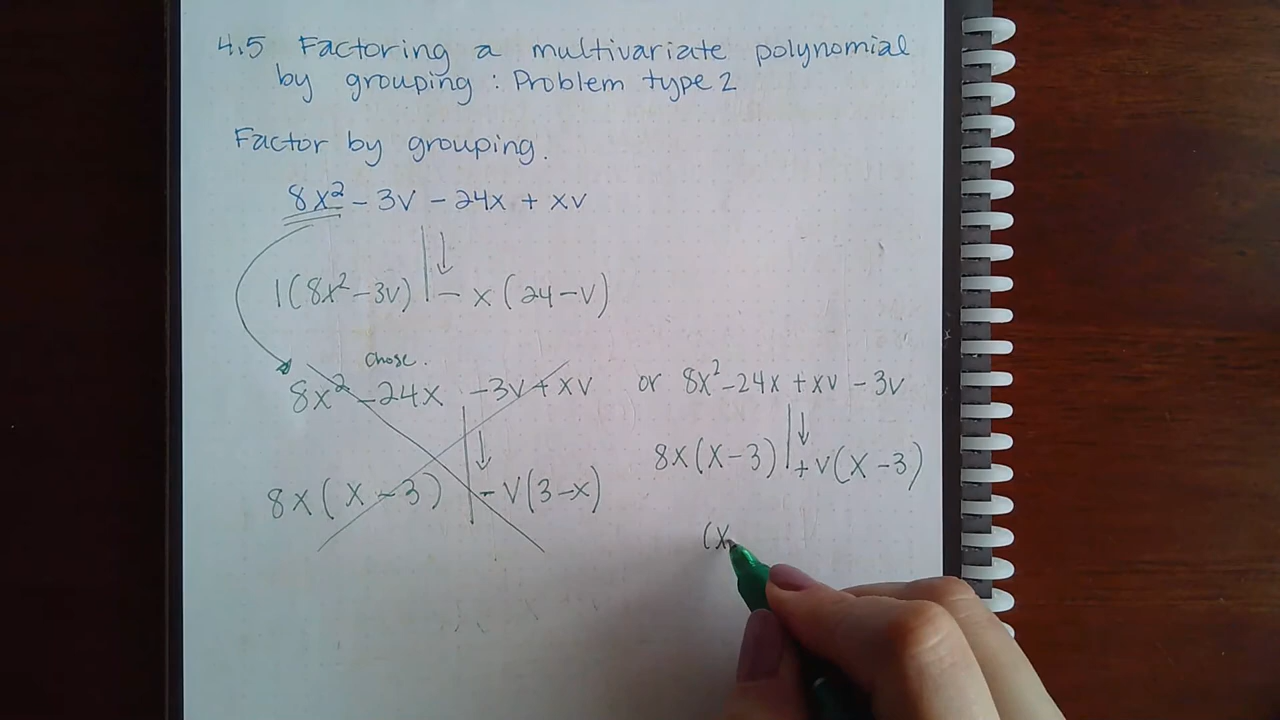 4.5 Factoring a multivariate polynomial
by grouping : Problem type 2
Factor by grouping.
8x² - 3v - 24x + xv
1(8x² - 3v) | - x(24 - v)
chose.
8x² - 24x - 3v + xv or 8x² - 24x + xv - 3v
8x(x - 3) | + v(x - 3)
8x(x - 3) - v(3 - x)
(x